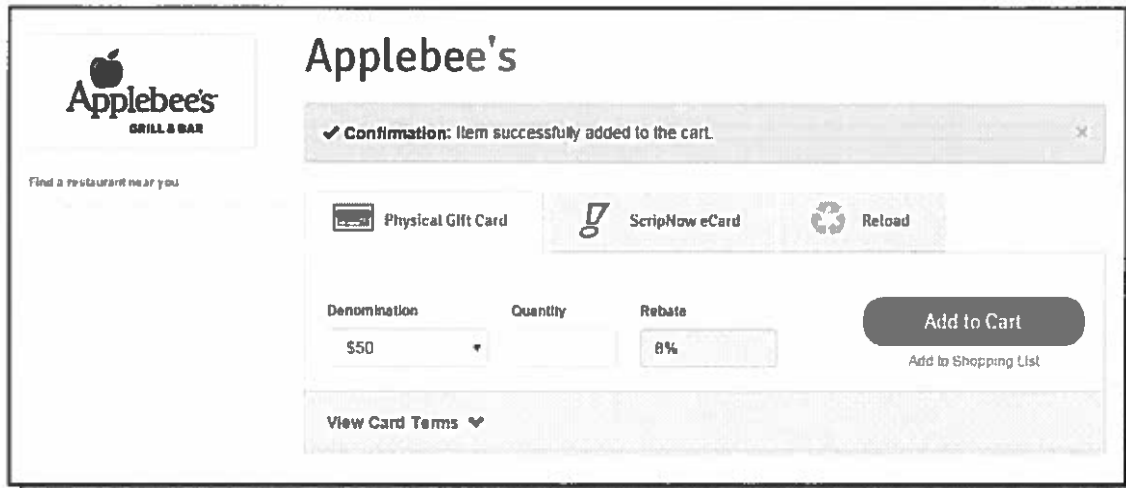 Applebee's
GRILL & BAR
Find a restaurant near you
Applebee's
✔ Confirmation: Item successfully added to the cart. ×
Physical Gift Card ScripNow eCard Reload
Denomination Quantity Rebate
$50 8%
Add to Cart
Add to Shopping List
View Card Terms